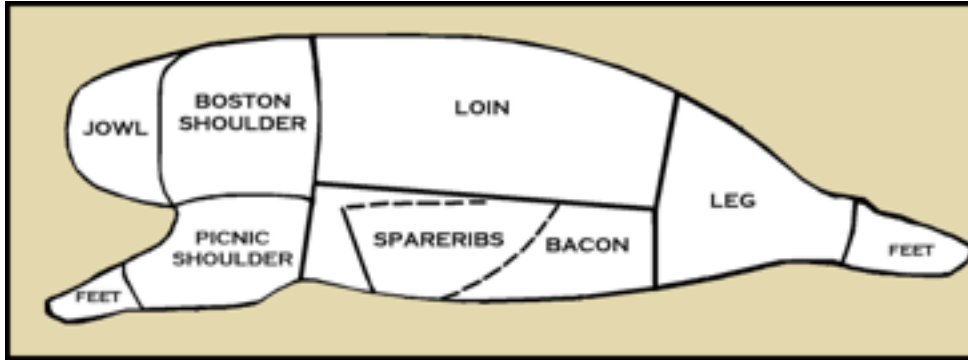 JOWL
BOSTON
SHOULDER
LOIN
LEG
PICNIC
SHOULDER
SPARERIBS
BACON
FEET
FEET